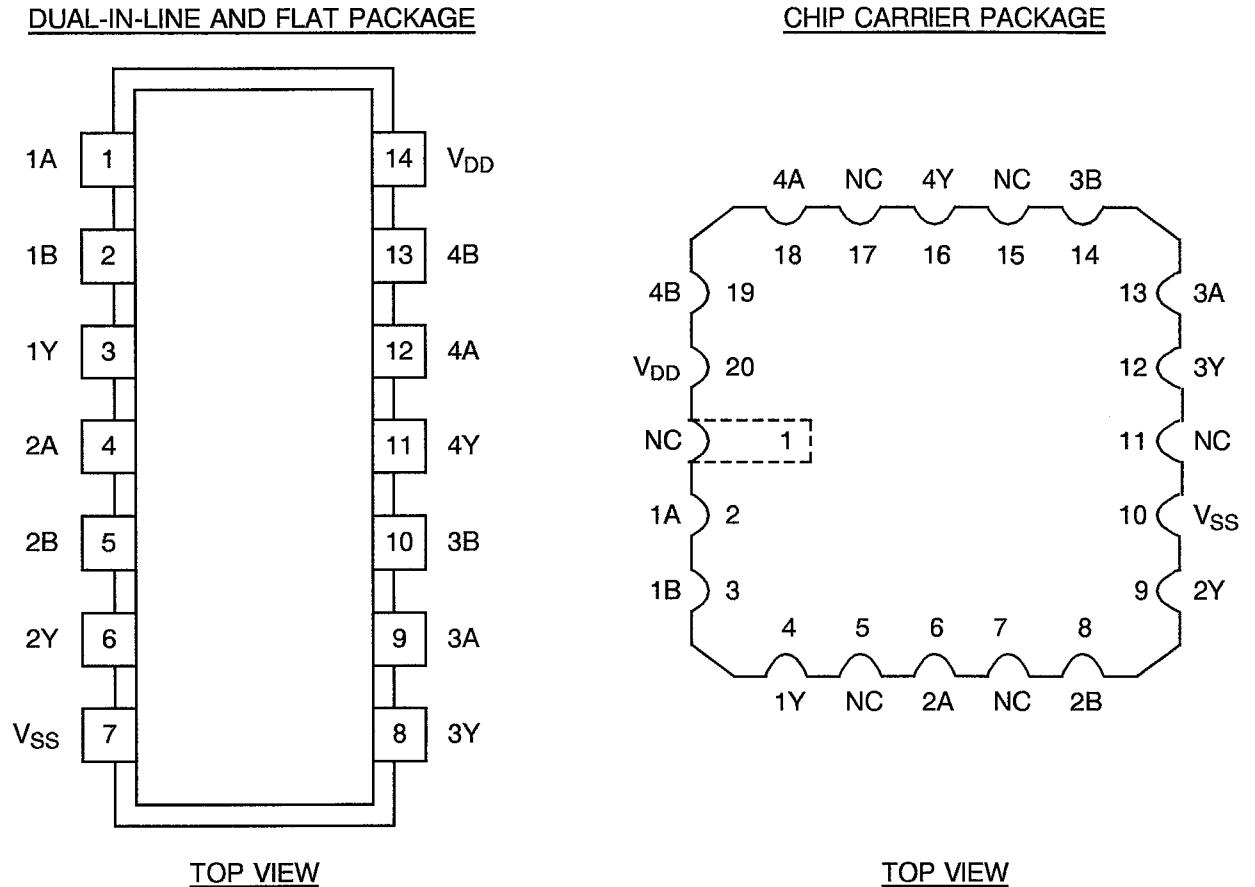 DUAL-IN-LINE AND FLAT PACKAGE
1A 1 14 VDD
1B 2 13 4B
1Y 3 12 4A
2A 4 11 4Y
2B 5 10 3B
2Y 6 9 3A
VSS 7 8 3Y
TOP VIEW
CHIP CARRIER PACKAGE
4A NC 4Y NC 3B
18 17 16 15 14
4B 19 13 3A
VDD 20 12 3Y
NC 1 11 NC
1A 2 10 VSS
1B 3 9 2Y
4 5 6 7 8
1Y NC 2A NC 2B
TOP VIEW